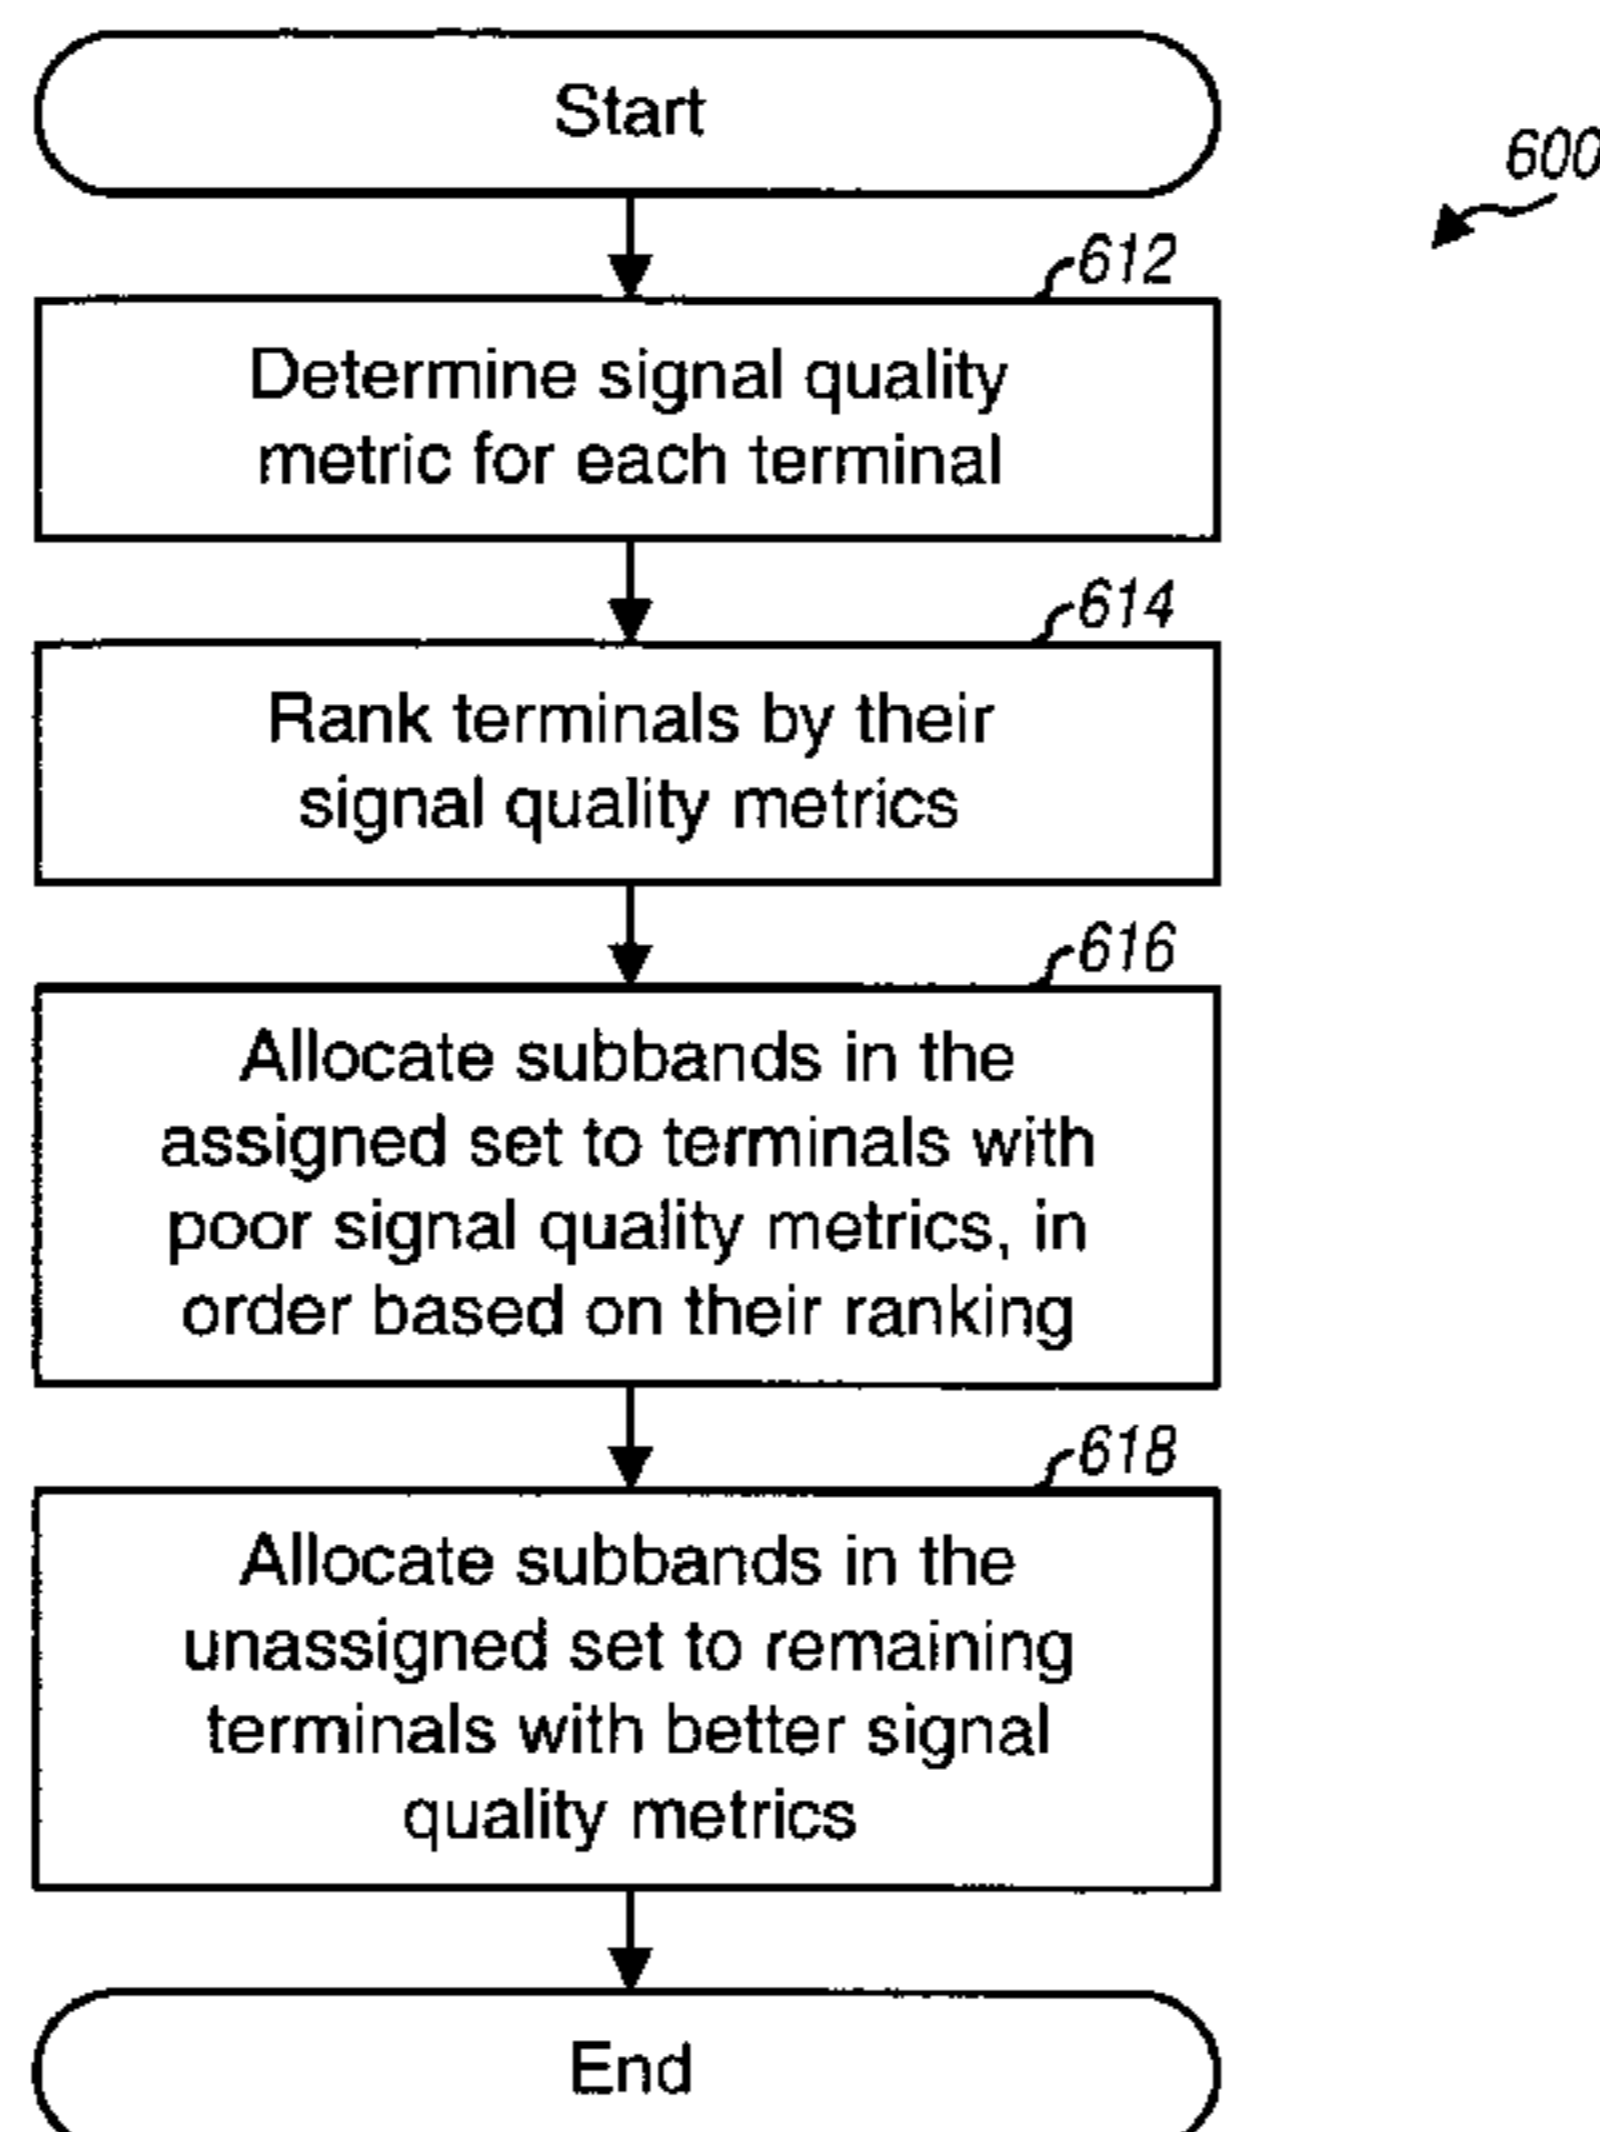 Start
600
612
Determine signal quality
metric for each terminal
614
Rank terminals by their
signal quality metrics
616
Allocate subbands in the
assigned set to terminals with
poor signal quality metrics, in
order based on their ranking
618
Allocate subbands in the
unassigned set to remaining
terminals with better signal
quality metrics
End